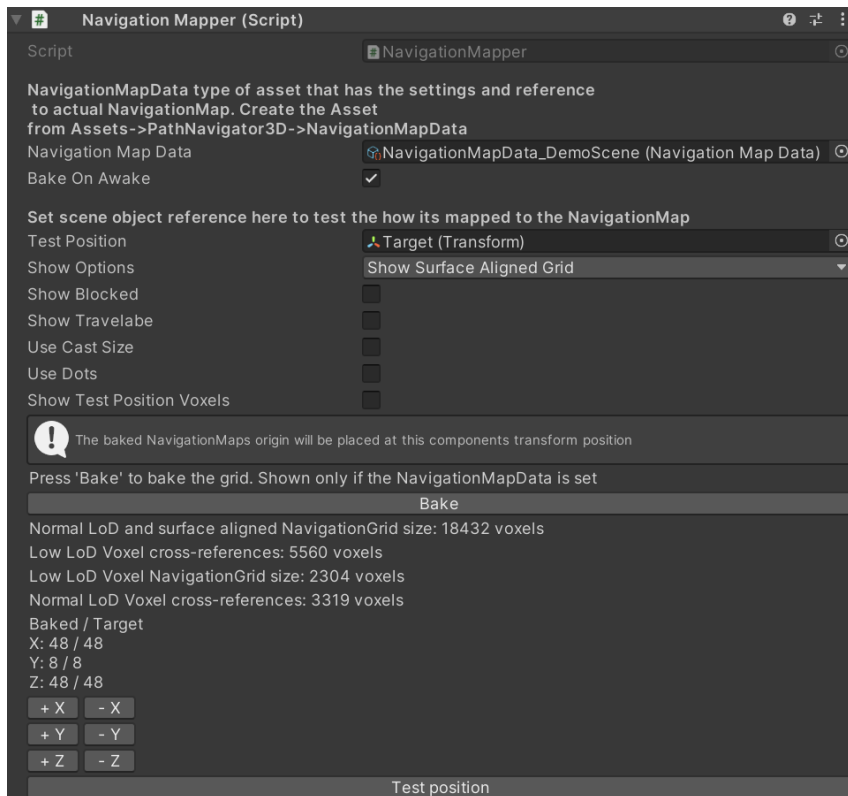 Navigation Mapper (Script)
Script NavigationMapper
NavigationMapData type of asset that has the settings and reference
to actual NavigationMap. Create the Asset
from Assets->PathNavigator3D->NavigationMapData
Navigation Map Data NavigationMapData_DemoScene (Navigation Map Data)
Bake On Awake
Set scene object reference here to test the how its mapped to the NavigationMap
Test Position Target (Transform)
Show Options Show Surface Aligned Grid
Show Blocked
Show Travelabe
Use Cast Size
Use Dots
Show Test Position Voxels
The baked NavigationMaps origin will be placed at this components transform position
Press 'Bake' to bake the grid. Shown only if the NavigationMapData is set
Bake
Normal LoD and surface aligned NavigationGrid size: 18432 voxels
Low LoD Voxel cross-references: 5560 voxels
Low LoD Voxel NavigationGrid size: 2304 voxels
Normal LoD Voxel cross-references: 3319 voxels
Baked / Target
X: 48 / 48
Y: 8 / 8
Z: 48 / 48
+ X - X
+ Y - Y
+ Z - Z
Test position